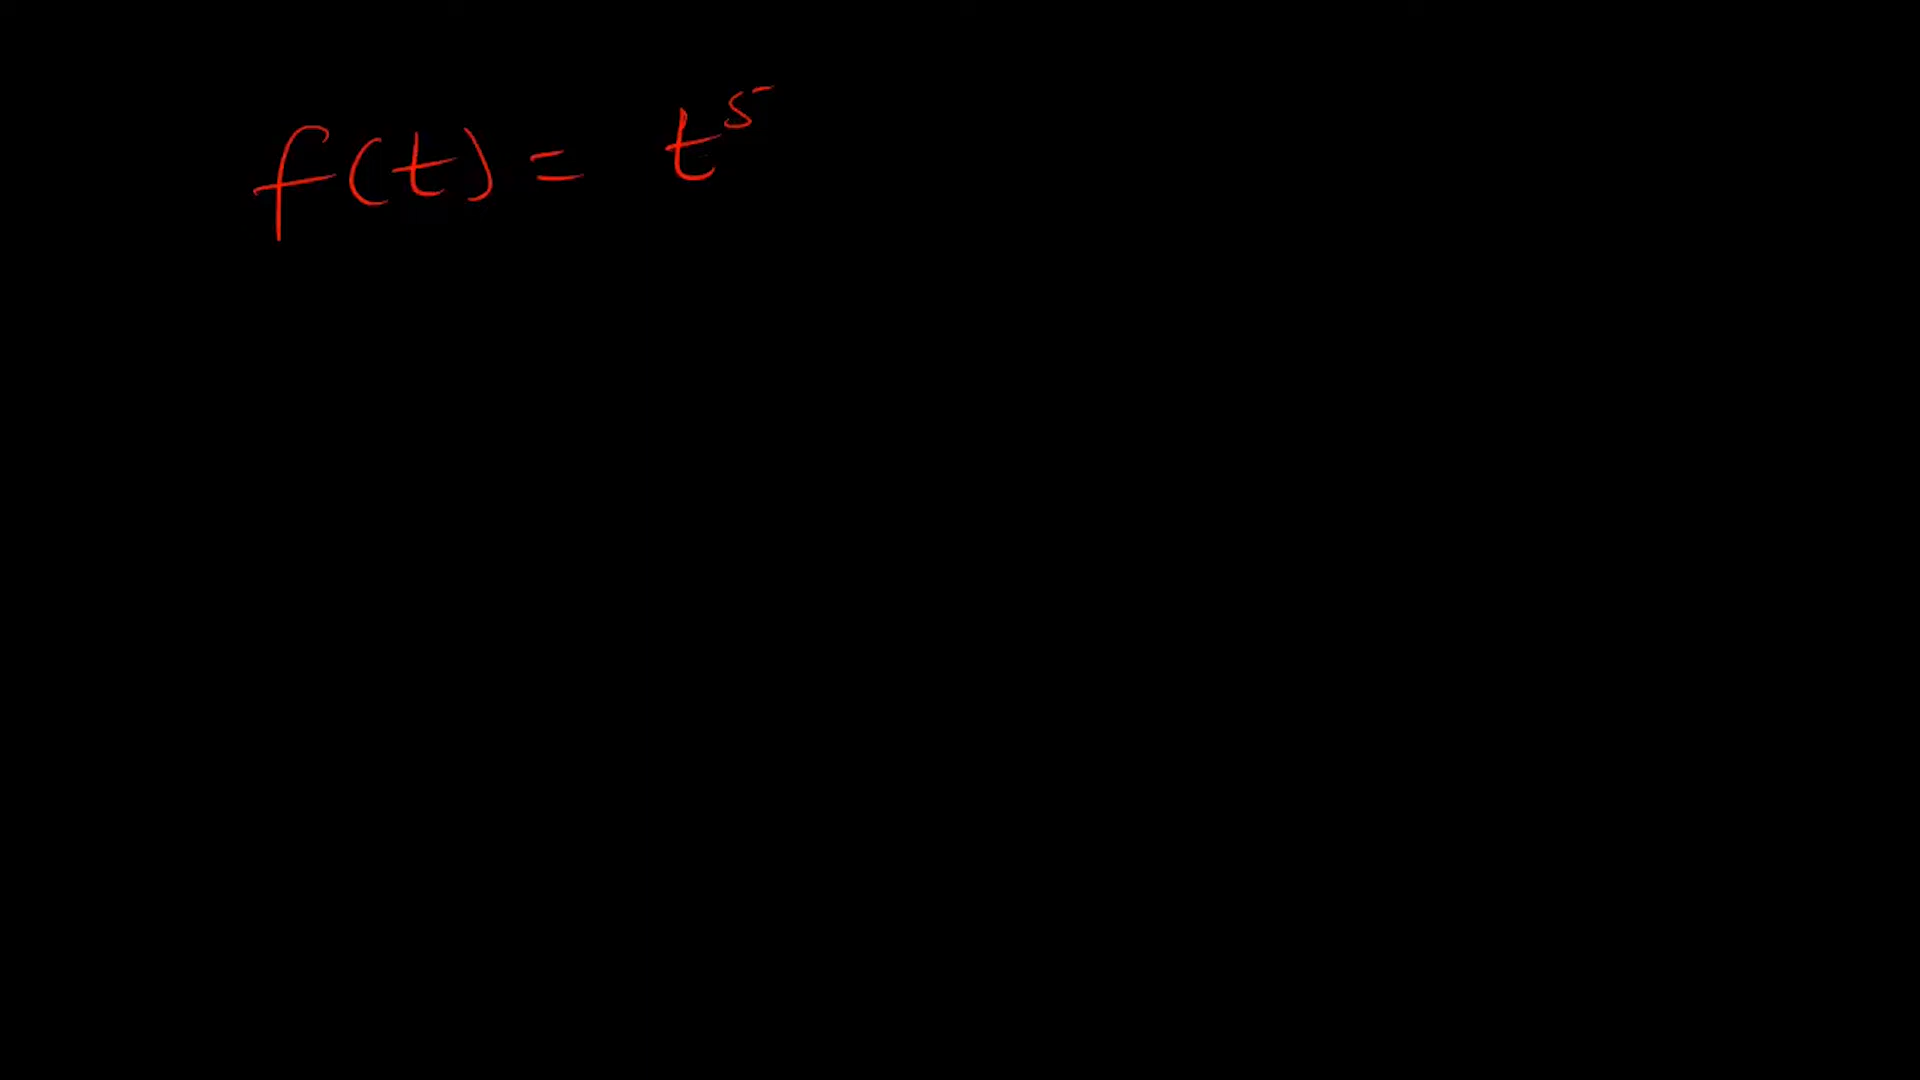 f(t) = t⁵